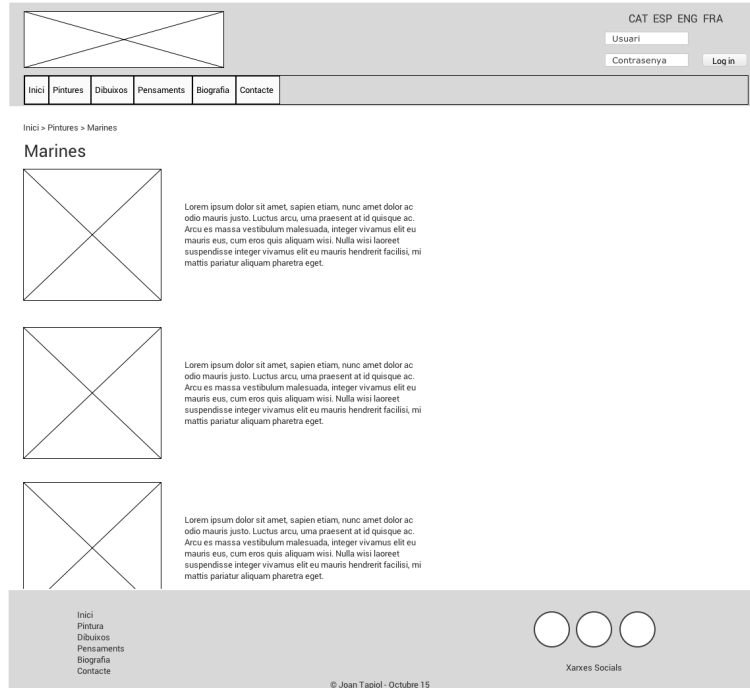 CAT ESP ENG FRA
Usuari
Contrasenya
Log in
Inici Pintures Dibuixos Pensaments Biografia Contacte
Inici > Pintures > Marines
Marines
Lorem ipsum dolor sit amet, sapien etiam, nunc amet dolor ac
odio mauris justo. Luctus arcu, urna praesent at id quisque ac.
Arcu es massa vestibulum malesuada, integer vivamus elit eu
mauris eus, cum eros quis aliquam wisi. Nulla wisi laoreet
suspendisse integer vivamus elit eu mauris hendrerit facilisi, mi
mattis pariatur aliquam pharetra eget.
Lorem ipsum dolor sit amet, sapien etiam, nunc amet dolor ac
odio mauris justo. Luctus arcu, urna praesent at id quisque ac.
Arcu es massa vestibulum malesuada, integer vivamus elit eu
mauris eus, cum eros quis aliquam wisi. Nulla wisi laoreet
suspendisse integer vivamus elit eu mauris hendrerit facilisi, mi
mattis pariatur aliquam pharetra eget.
Lorem ipsum dolor sit amet, sapien etiam, nunc amet dolor ac
odio mauris justo. Luctus arcu, urna praesent at id quisque ac.
Arcu es massa vestibulum malesuada, integer vivamus elit eu
mauris eus, cum eros quis aliquam wisi. Nulla wisi laoreet
suspendisse integer vivamus elit eu mauris hendrerit facilisi, mi
mattis pariatur aliquam pharetra eget.
Inici
Pintura
Dibuixos
Pensaments
Biografia
Contacte
Xarxes Socials
© Joan Tapiol - Octubre 15